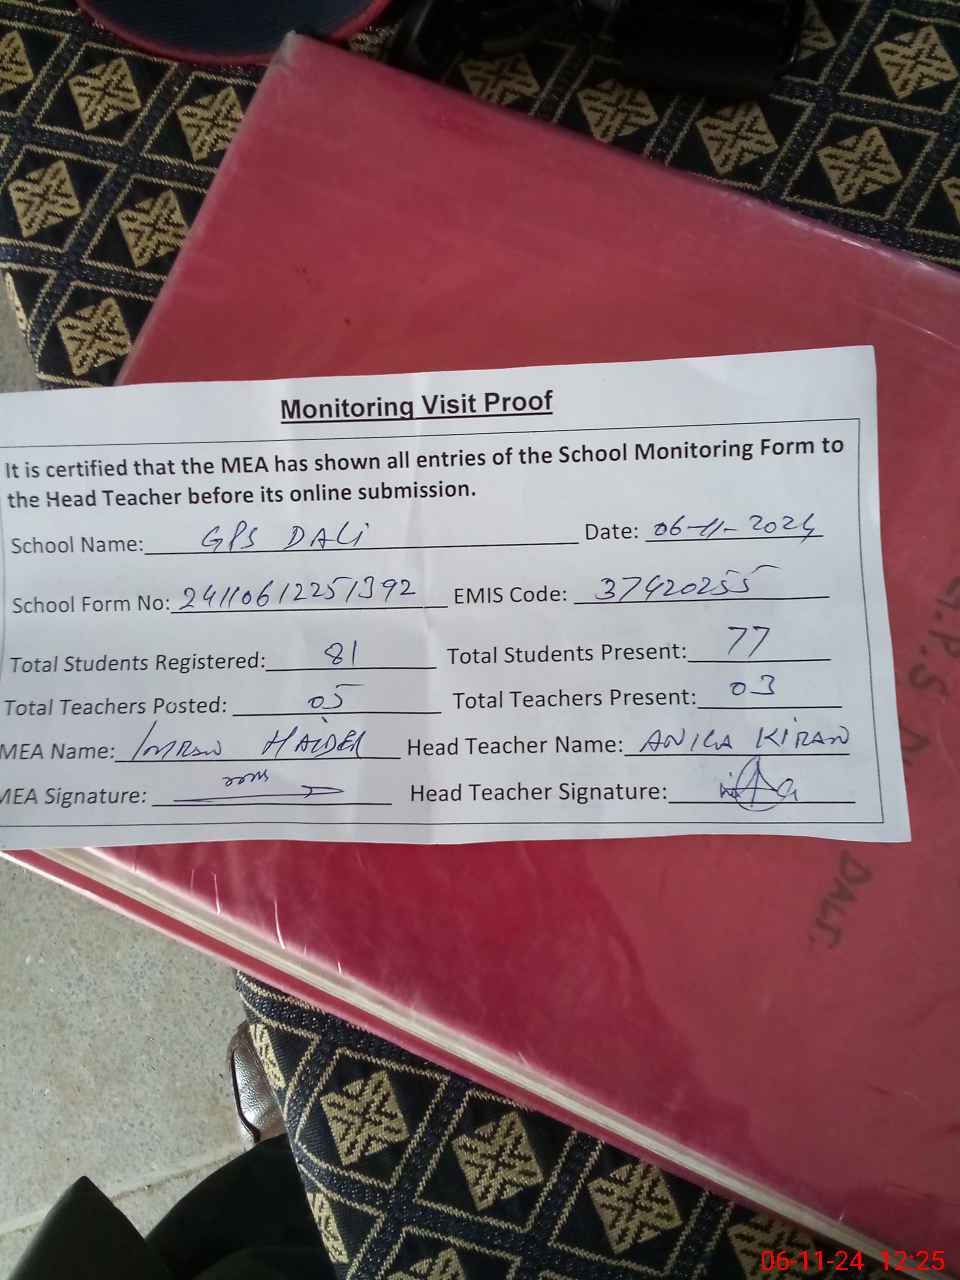 Monitoring Visit Proof
It is certified that the MEA has shown all entries of the School Monitoring Form to
the Head Teacher before its online submission.
School Name: GPS DALi Date: 06-11-2024
School Form No: 24110612251392 EMIS Code: 37420255
Total Students Registered: 81 Total Students Present: 77
Total Teachers Posted: 05 Total Teachers Present: 03
MEA Name: IMRAN HAIDER Head Teacher Name: ANILA KIRAN
MEA Signature: Head Teacher Signature:
G.P.S
DALI.
06-11-24 12:25